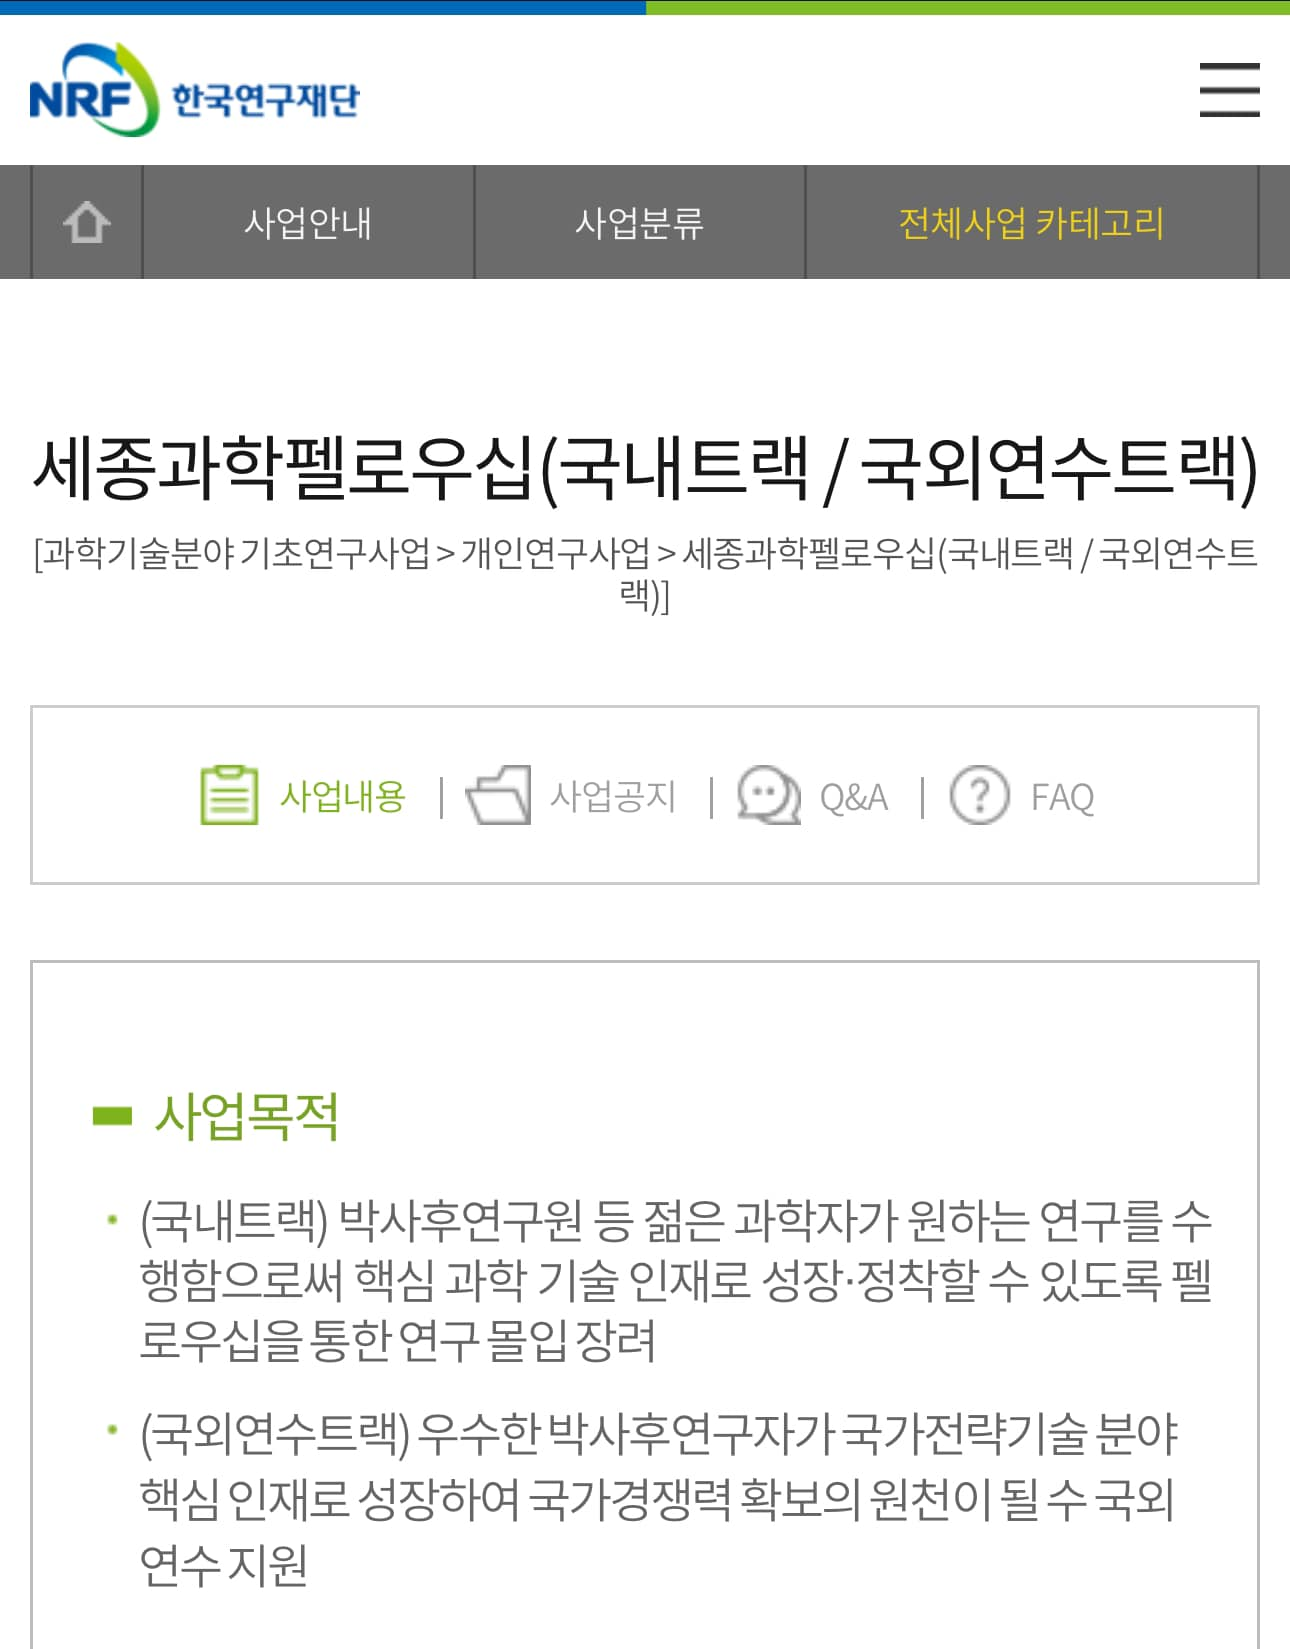 NRF 한국연구재단
사업안내 사업분류 전체사업 카테고리
세종과학펠로우십(국내트랙 / 국외연수트랙)
[과학기술분야 기초연구사업 > 개인연구사업 > 세종과학펠로우십(국내트랙 / 국외연수트
랙)]
사업내용 | 사업공지 | Q&A | FAQ
사업목적
(국내트랙) 박사후연구원 등 젊은 과학자가 원하는 연구를 수
행함으로써 핵심 과학 기술 인재로 성장·정착할 수 있도록 펠
로우십을 통한 연구 몰입 장려
(국외연수트랙) 우수한 박사후연구자가 국가전략기술 분야
핵심 인재로 성장하여 국가경쟁력 확보의 원천이 될 수 국외
연수 지원